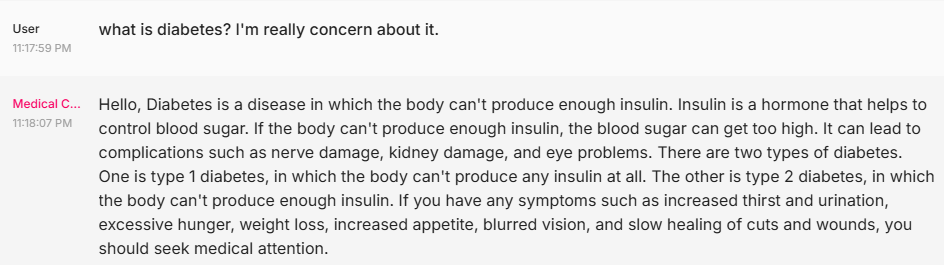 User
what is diabetes? I'm really concern about it.
11:17:59 PM
Medical C...
Hello, Diabetes is a disease in which the body can't produce enough insulin. Insulin is a hormone that helps to
11:18:07 PM
control blood sugar. If the body can't produce enough insulin, the blood sugar can get too high. It can lead to
complications such as nerve damage, kidney damage, and eye problems. There are two types of diabetes.
One is type 1 diabetes, in which the body can't produce any insulin at all. The other is type 2 diabetes, in which
the body can't produce enough insulin. If you have any symptoms such as increased thirst and urination,
excessive hunger, weight loss, increased appetite, blurred vision, and slow healing of cuts and wounds, you
should seek medical attention.